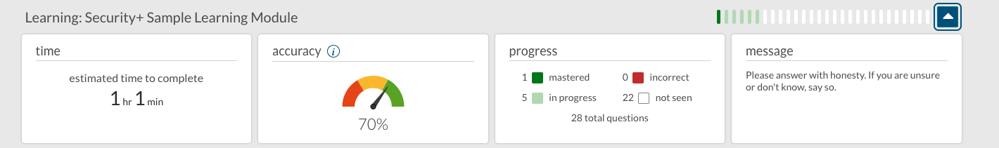 Learning: Security+ Sample Learning Module
time
estimated time to complete
1 hr 1 min
accuracy i
70%
progress
1 mastered 0 incorrect
5 in progress 22 not seen
28 total questions
message
Please answer with honesty. If you are unsure
or don't know, say so.